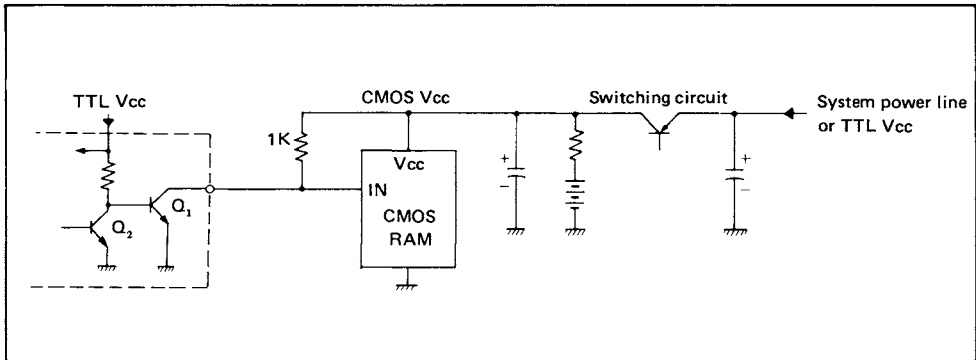 TTL Vcc
CMOS Vcc
Switching circuit
System power line
or TTL Vcc
1K
Vcc
IN
CMOS
RAM
Q1
Q2
+
−
+
−